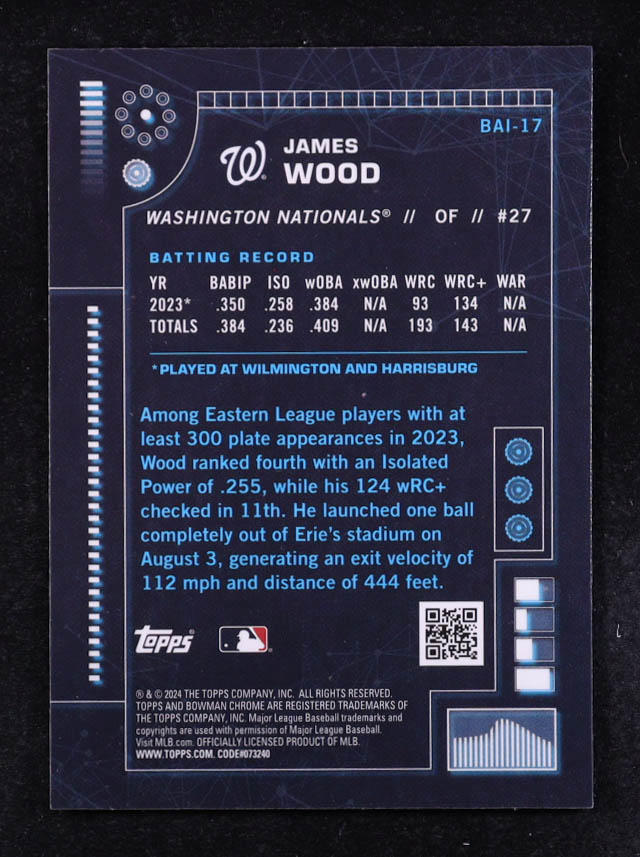 BAI-17
W®
JAMES
WOOD
WASHINGTON NATIONALS® // OF // #27
BATTING RECORD
YR BABIP ISO wOBA xwOBA WRC WRC+ WAR
2023* .350 .258 .384 N/A 93 134 N/A
TOTALS .384 .236 .409 N/A 193 143 N/A
*PLAYED AT WILMINGTON AND HARRISBURG
Among Eastern League players with at
least 300 plate appearances in 2023,
Wood ranked fourth with an Isolated
Power of .255, while his 124 wRC+
checked in 11th. He launched one ball
completely out of Erie's stadium on
August 3, generating an exit velocity of
112 mph and distance of 444 feet.
TOPPS®
® & © 2024 THE TOPPS COMPANY, INC. ALL RIGHTS RESERVED.
TOPPS AND BOWMAN CHROME ARE REGISTERED TRADEMARKS OF
THE TOPPS COMPANY, INC. Major League Baseball trademarks and
copyrights are used with permission of Major League Baseball.
Visit MLB.com. OFFICIALLY LICENSED PRODUCT OF MLB.
WWW.TOPPS.COM. CODE#073240